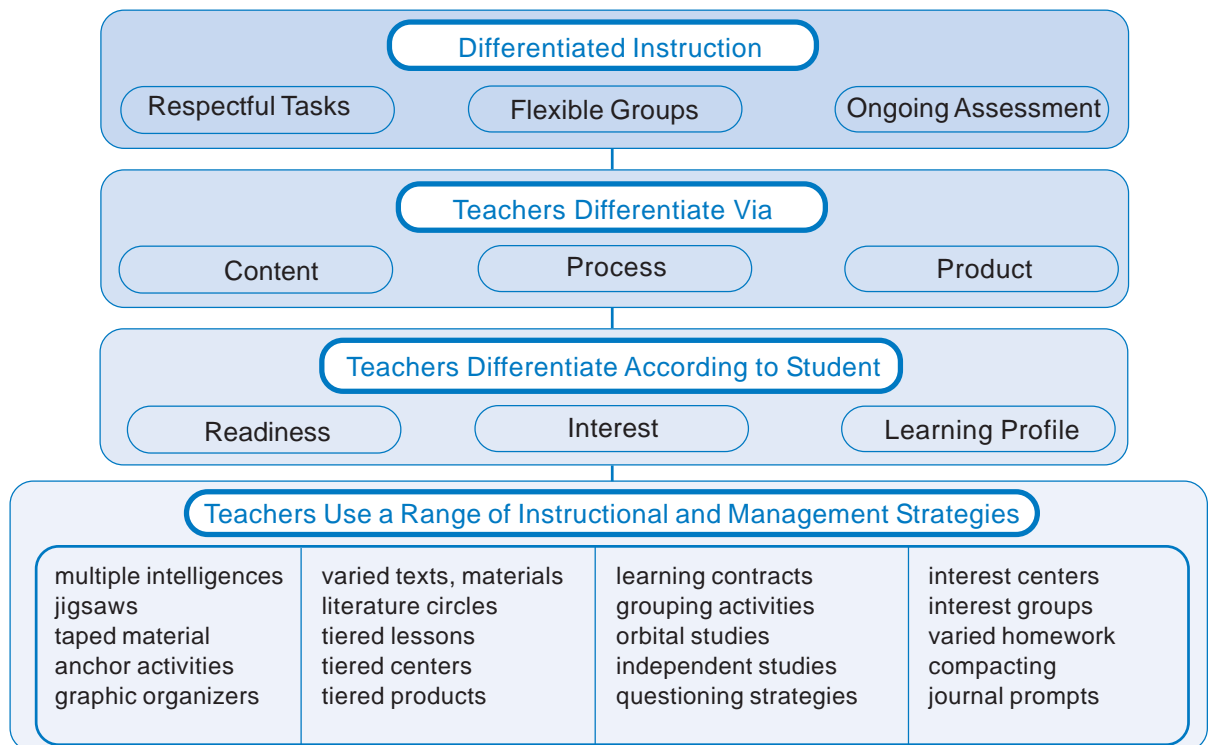 Differentiated Instruction
Respectful Tasks
Flexible Groups
Ongoing Assessment
Teachers Differentiate Via
Content
Process
Product
Teachers Differentiate According to Student
Readiness
Interest
Learning Profile
Teachers Use a Range of Instructional and Management Strategies
multiple intelligences
jigsaws
taped material
anchor activities
graphic organizers
varied texts, materials
literature circles
tiered lessons
tiered centers
tiered products
learning contracts
grouping activities
orbital studies
independent studies
questioning strategies
interest centers
interest groups
varied homework
compacting
journal prompts